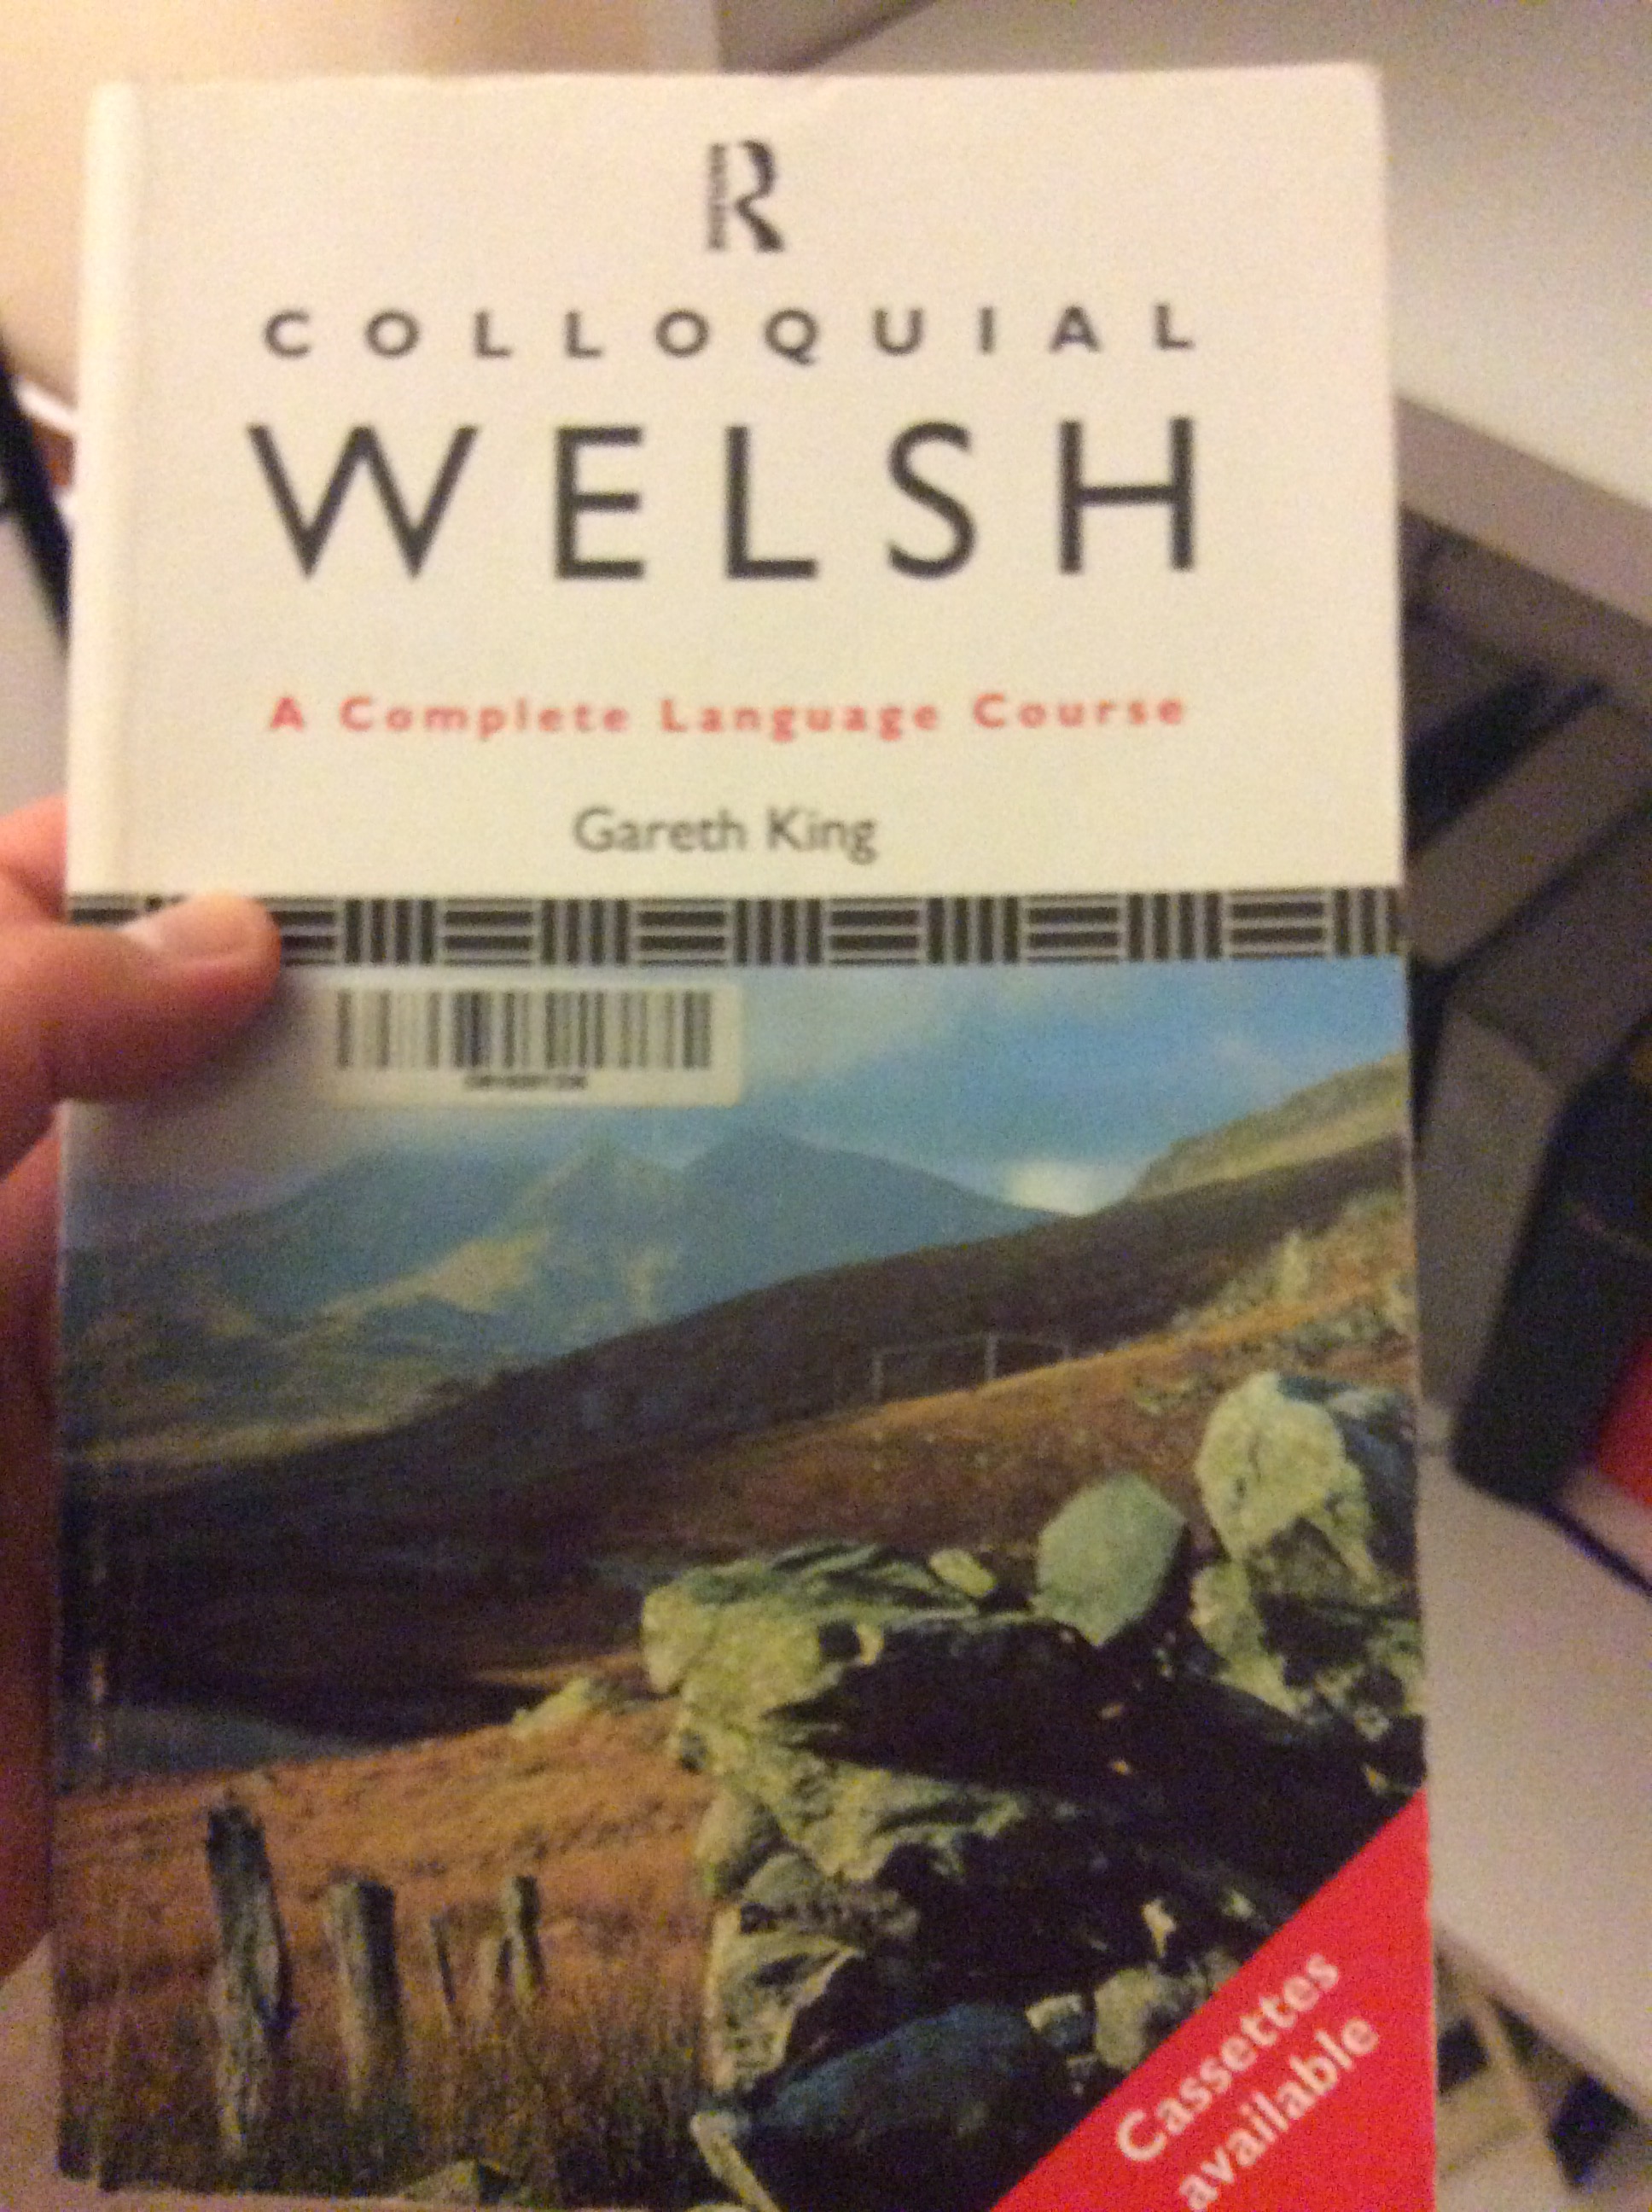 R
COLLOQUIAL
WELSH
A Complete Language Course
Gareth King
Cassettes
available